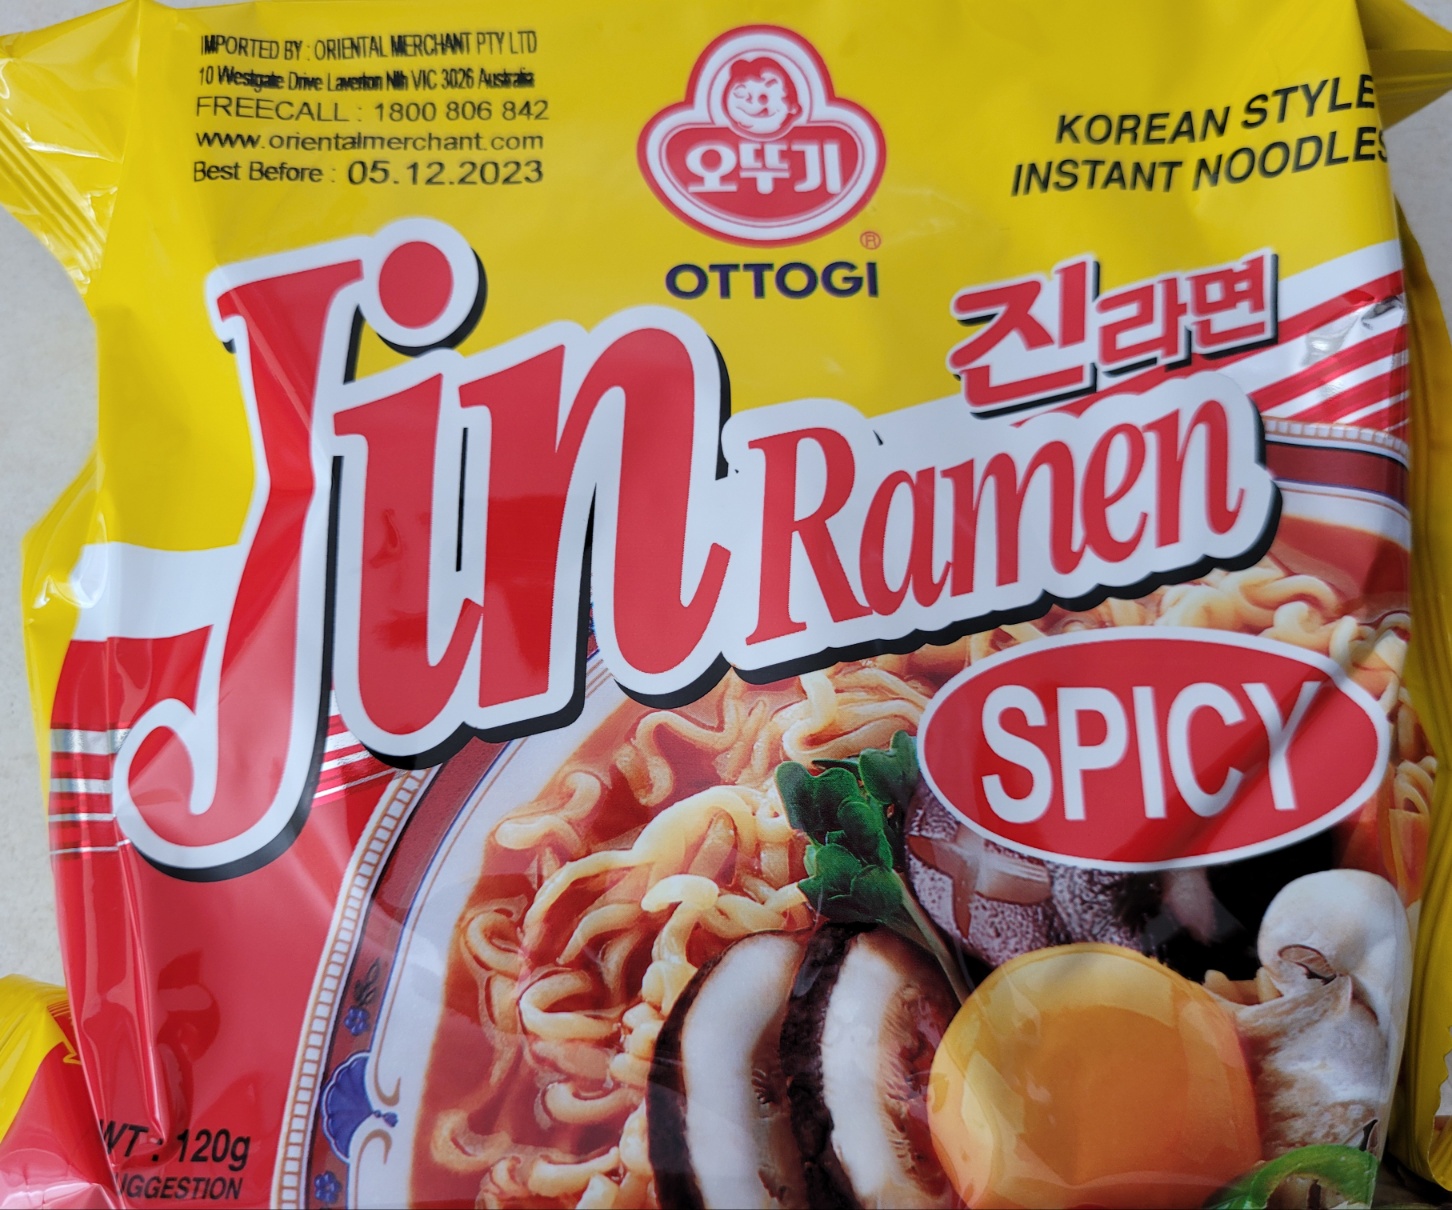 IMPORTED BY : ORIENTAL MERCHANT PTY LTD
10 Westgate Drive Laverton Nth VIC 3026 Australia
FREECALL : 1800 806 842
www.orientalmerchant.com
Best Before : 05.12.2023
오뚜기
®
OTTOGI
KOREAN STYLE
INSTANT NOODLES
진라면
Jin Ramen
SPICY
WT : 120g
UGGESTION